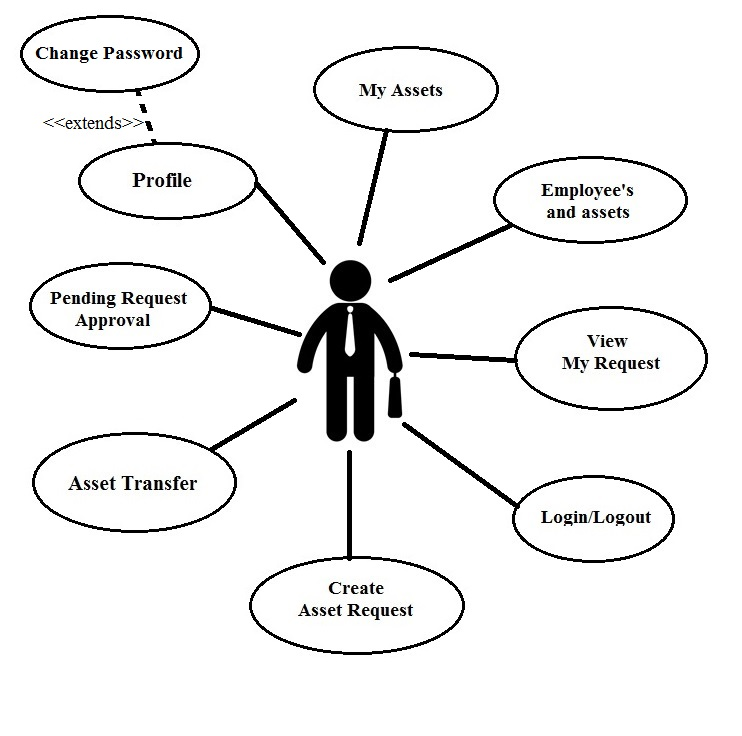 Change Password
My Assets
<<extends>>
Profile
Employee's
and assets
Pending Request
Approval
View
My Request
Asset Transfer
Login/Logout
Create
Asset Request